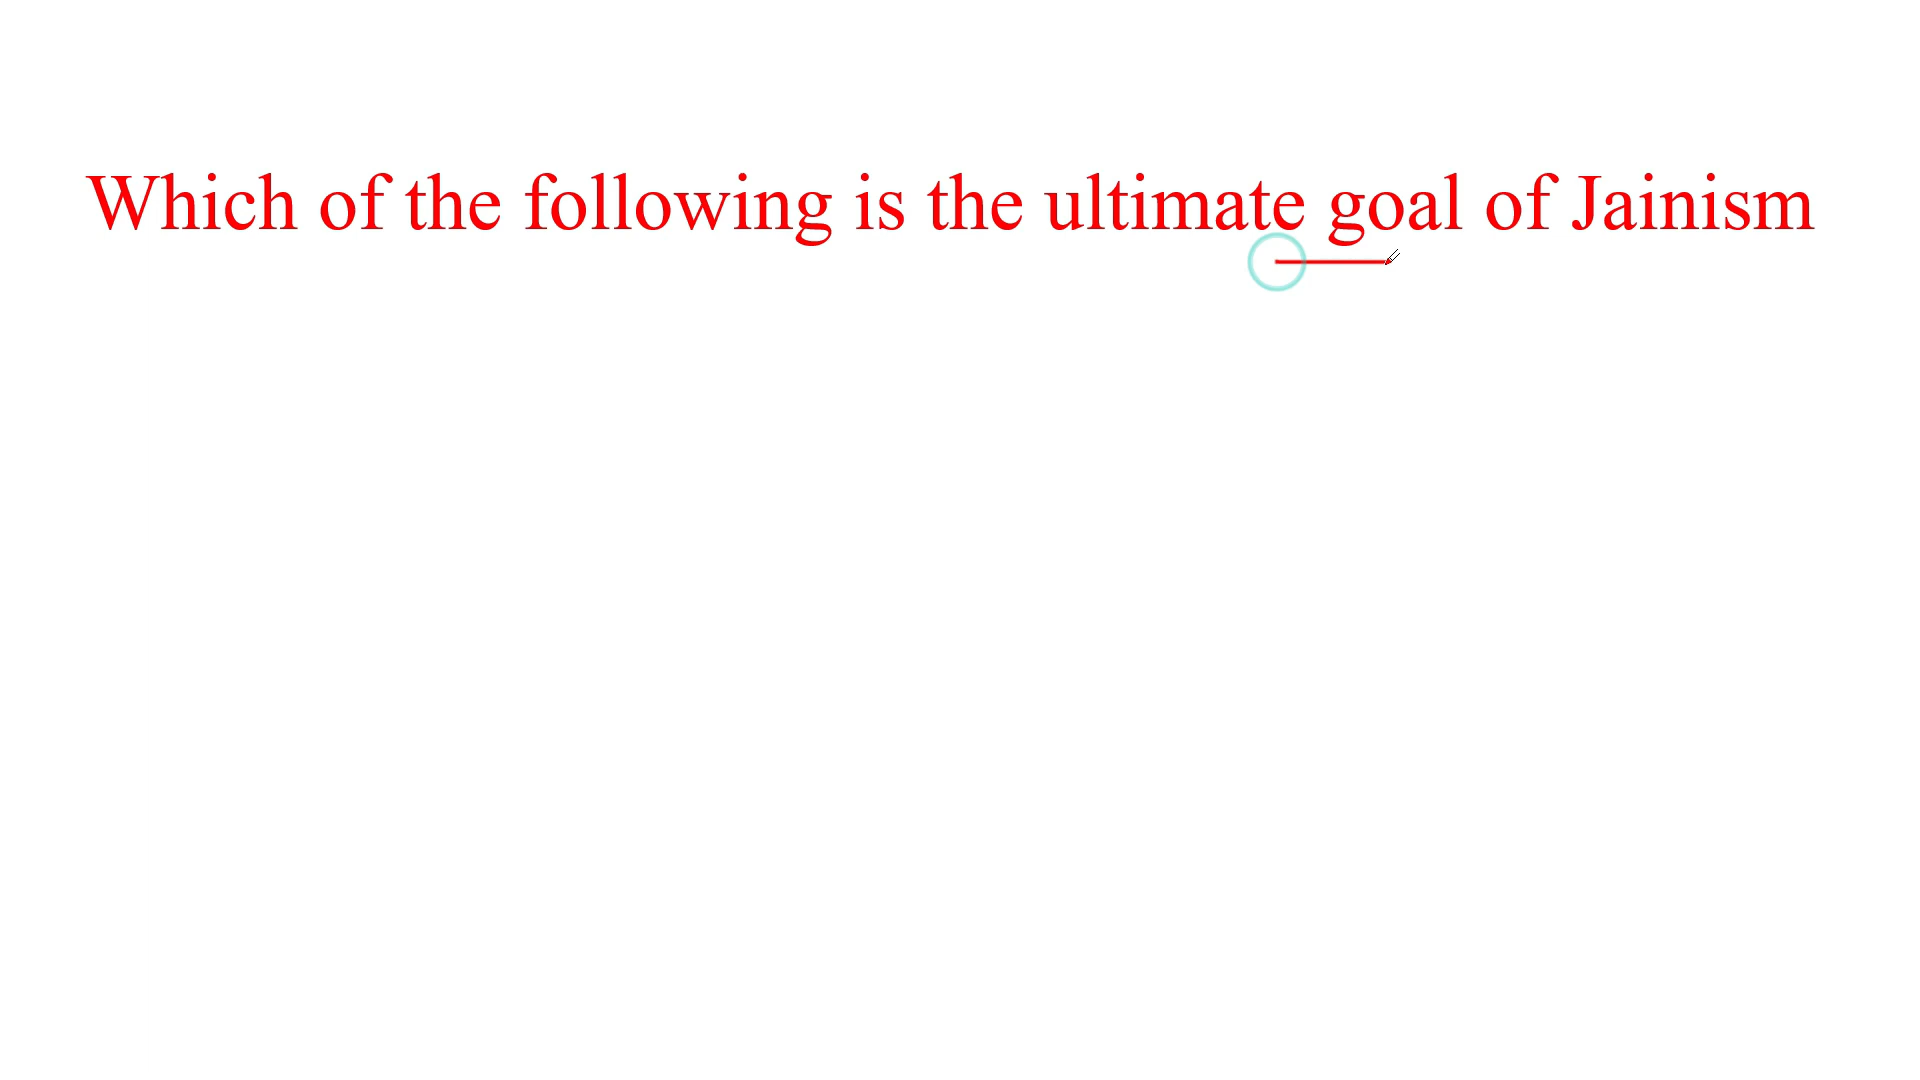 Which of the following is the ultimate goal of Jainism